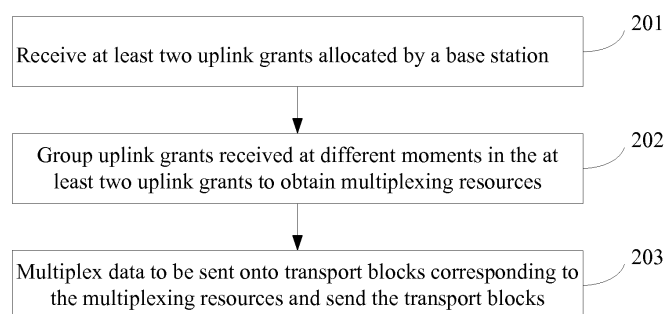 201
Receive at least two uplink grants allocated by a base station
202
Group uplink grants received at different moments in the at
least two uplink grants to obtain multiplexing resources
203
Multiplex data to be sent onto transport blocks corresponding to
the multiplexing resources and send the transport blocks